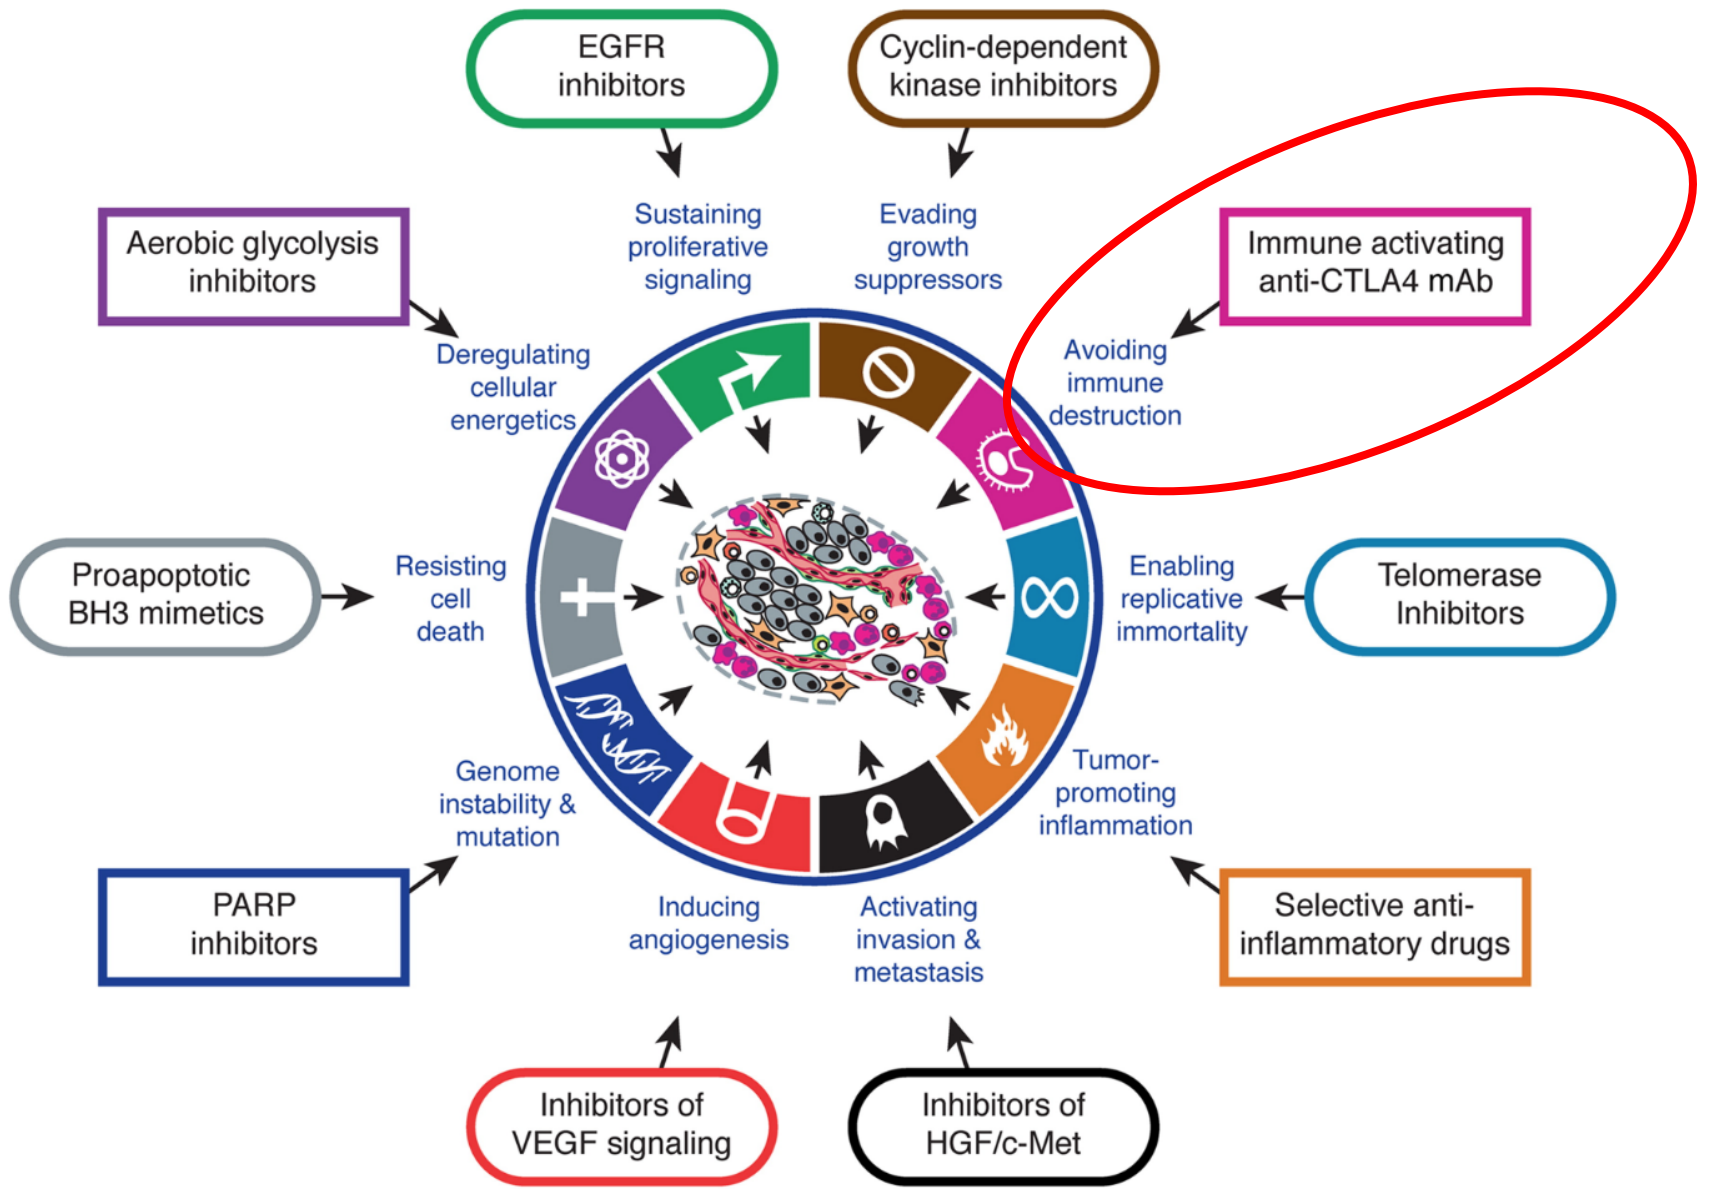 EGFR
inhibitors
Cyclin-dependent
kinase inhibitors
Sustaining
proliferative
signaling
Evading
growth
suppressors
Aerobic glycolysis
inhibitors
Immune activating
anti-CTLA4 mAb
Deregulating
cellular
energetics
Avoiding
immune
destruction
Proapoptotic
BH3 mimetics
Resisting
cell
death
Enabling
replicative
immortality
Telomerase
Inhibitors
Genome
instability &
mutation
Tumor-
promoting
inflammation
PARP
inhibitors
Inducing
angiogenesis
Activating
invasion &
metastasis
Selective anti-
inflammatory drugs
Inhibitors of
VEGF signaling
Inhibitors of
HGF/c-Met